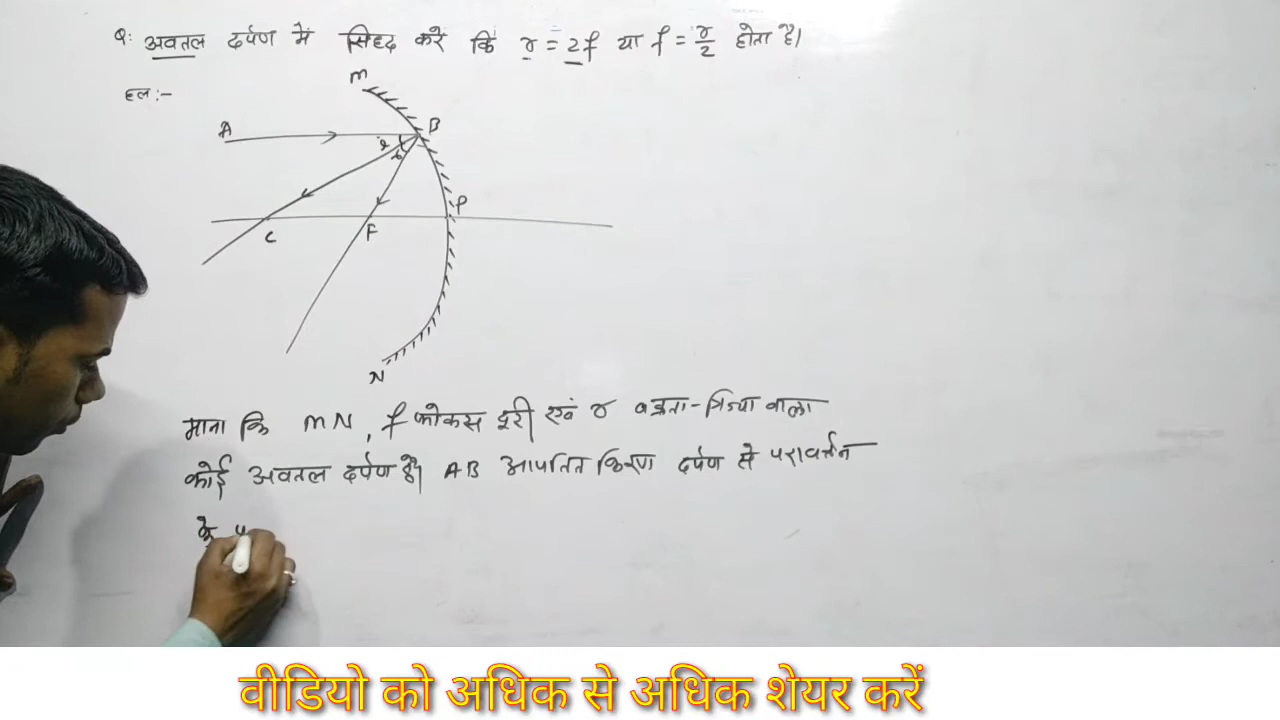 Q: अवतल दर्पण में सिद्द करें कि r = 2f या f = r/2 होता है।
हल:-
M
A
B
i
r
P
C
F
N
माना कि MN, f फोकस दूरी एवं r वक्रता-त्रिज्या वाला
कोई अवतल दर्पण है। AB आपतित किरण दर्पण से परावर्त्तन
के
वीडियो को अधिक से अधिक शेयर करें